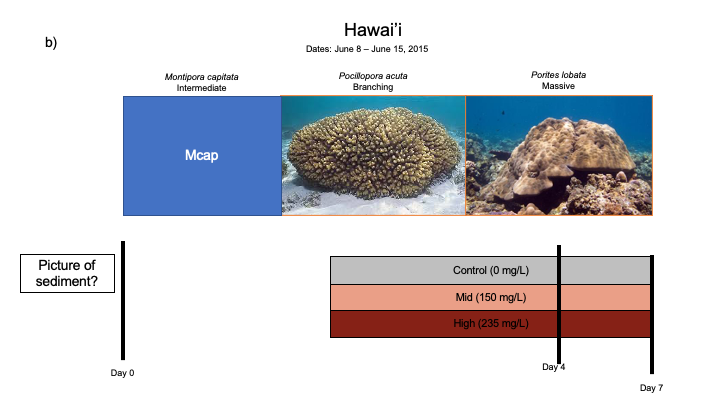 b)
Hawai’i
Dates: June 8 – June 15, 2015
Montipora capitata
Intermediate
Pocillopora acuta
Branching
Porites lobata
Massive
Mcap
Picture of
sediment?
Control (0 mg/L)
Mid (150 mg/L)
High (235 mg/L)
Day 0
Day 4
Day 7